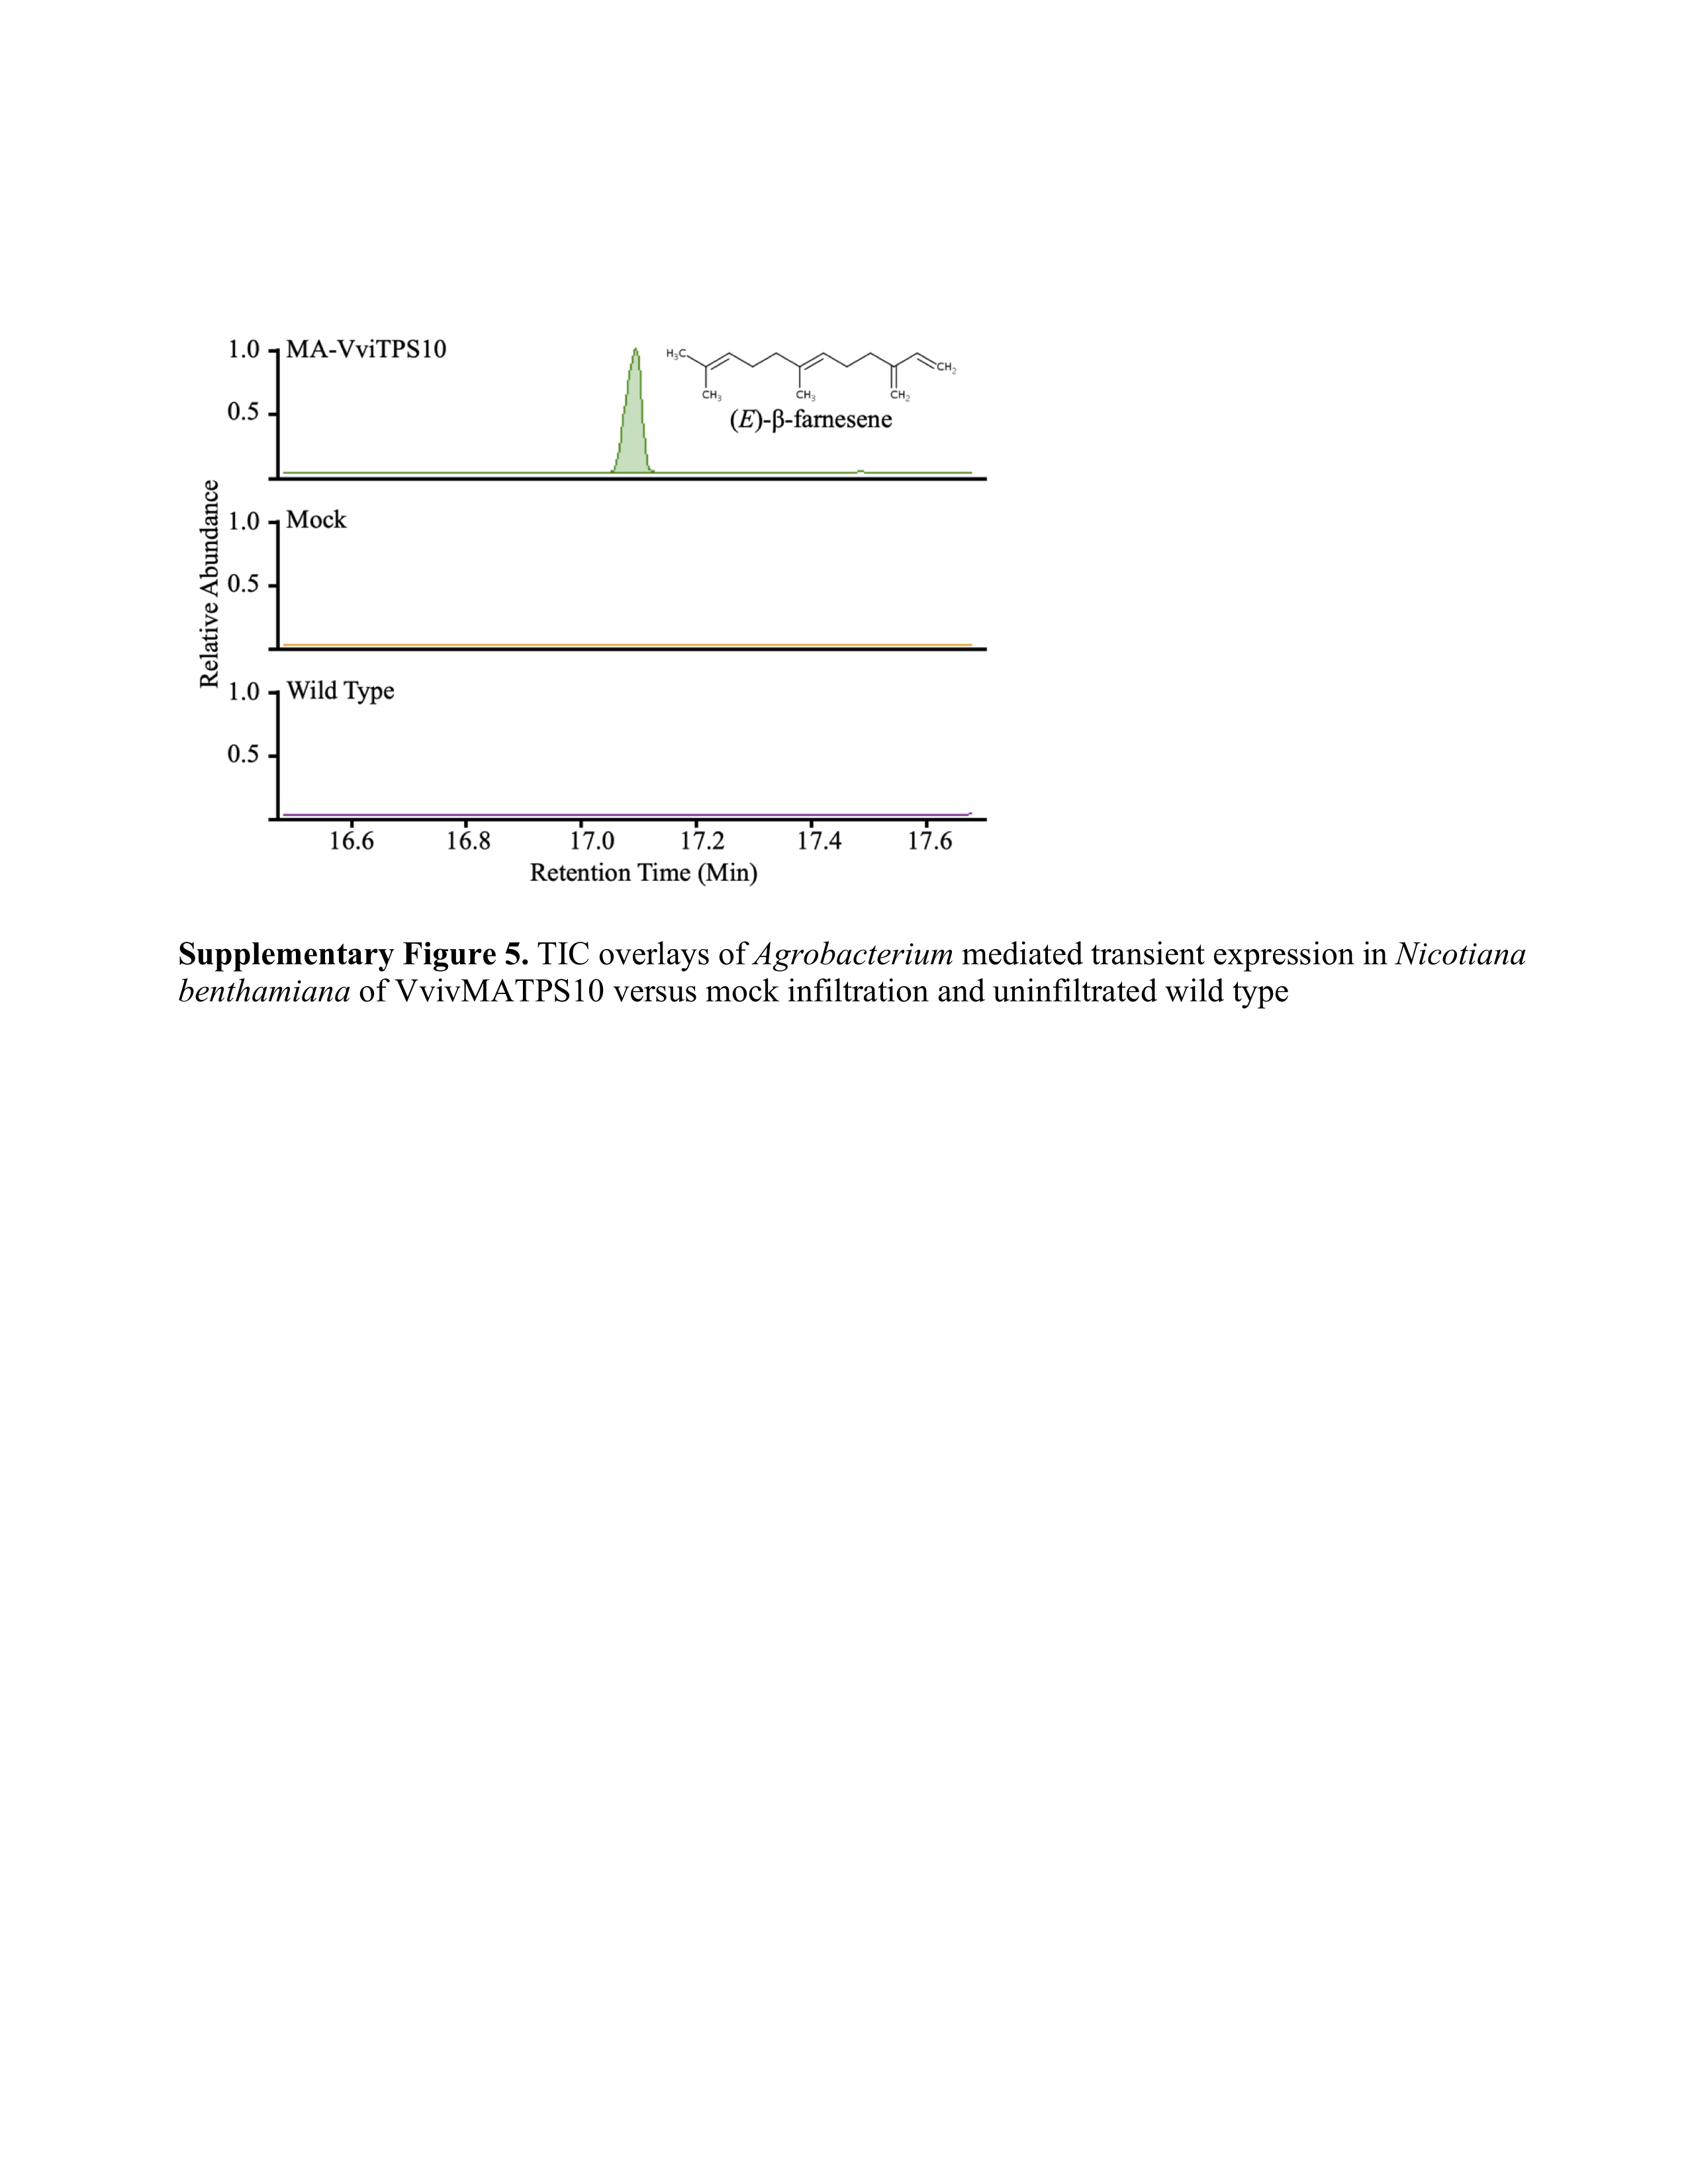 1.0 MA-VviTPS10
H3C CH3 CH3 CH2 CH2
0.5
(E)-β-farnesene
Relative Abundance
1.0 Mock
0.5
1.0 Wild Type
0.5
16.6 16.8 17.0 17.2 17.4 17.6
Retention Time (Min)
Supplementary Figure 5. TIC overlays of Agrobacterium mediated transient expression in Nicotiana
benthamiana of VvivMATPS10 versus mock infiltration and uninfiltrated wild type